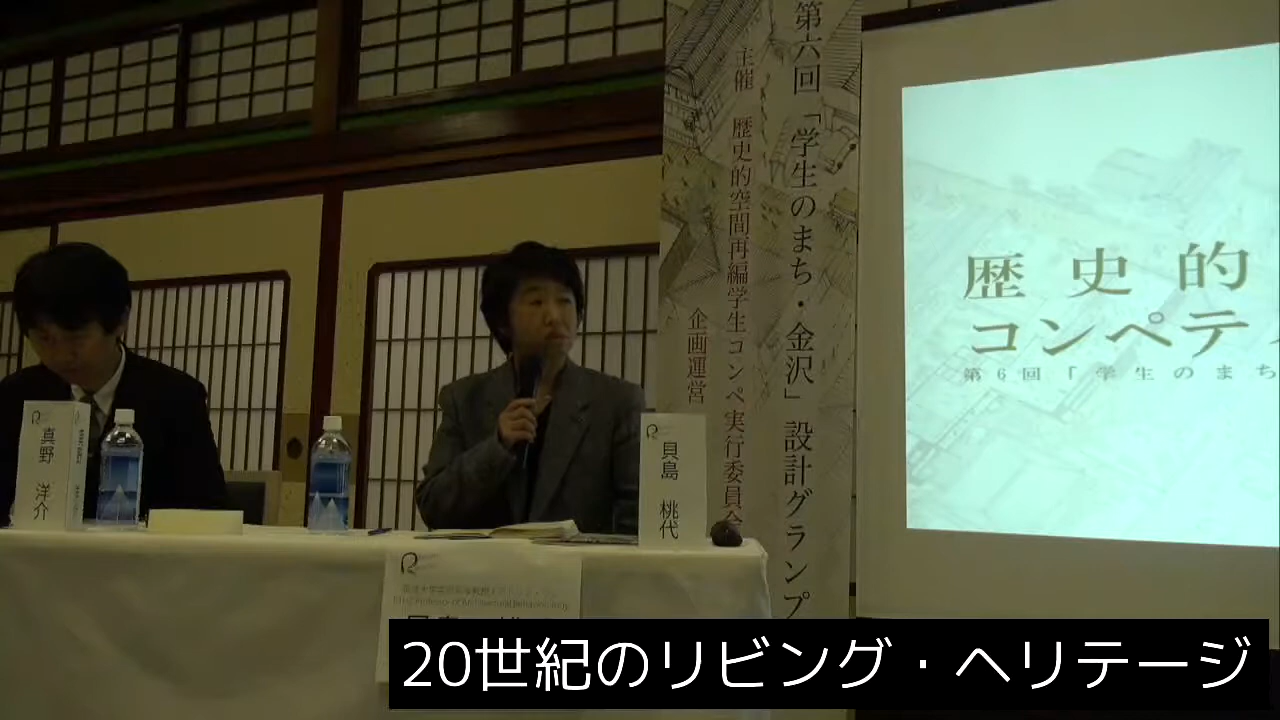 第六回「学生のまち・金沢」設計グランプ
主催 歴史的空間再編学生コンペ実行委員会
企画運営
歴史的
コンペテ
第6回「学生のまち
真野 洋介
貝島 桃代
20世紀のリビング・ヘリテージ